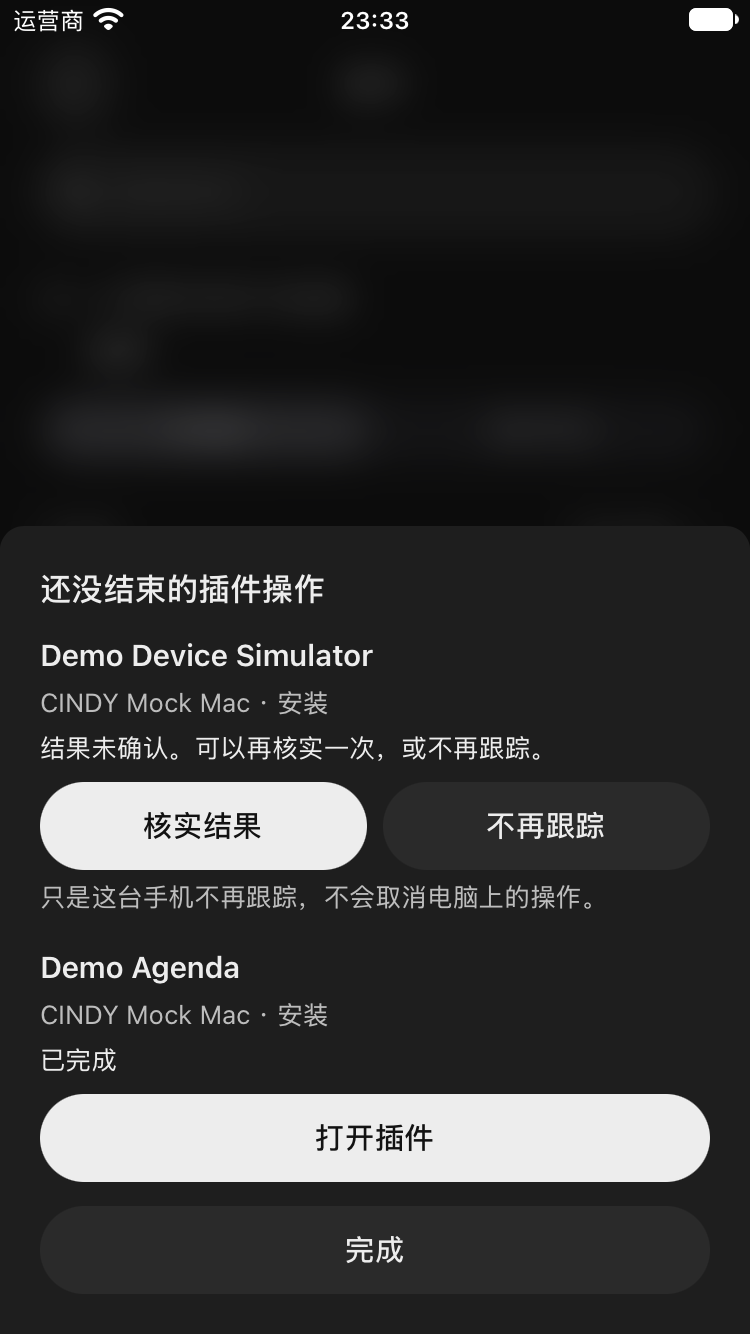 运营商 23:33
还没结束的插件操作
Demo Device Simulator
CINDY Mock Mac · 安装
结果未确认。可以再核实一次，或不再跟踪。
核实结果 不再跟踪
只是这台手机不再跟踪，不会取消电脑上的操作。
Demo Agenda
CINDY Mock Mac · 安装
已完成
打开插件
完成